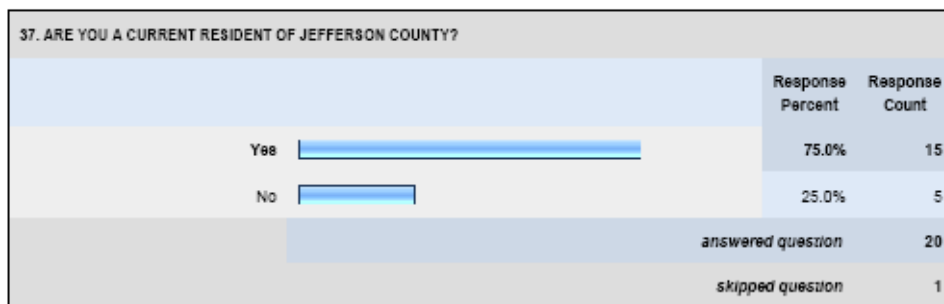 37. ARE YOU A CURRENT RESIDENT OF JEFFERSON COUNTY?
Response Percent Response Count
Yes 75.0% 15
No 25.0% 5
answered question 20
skipped question 1